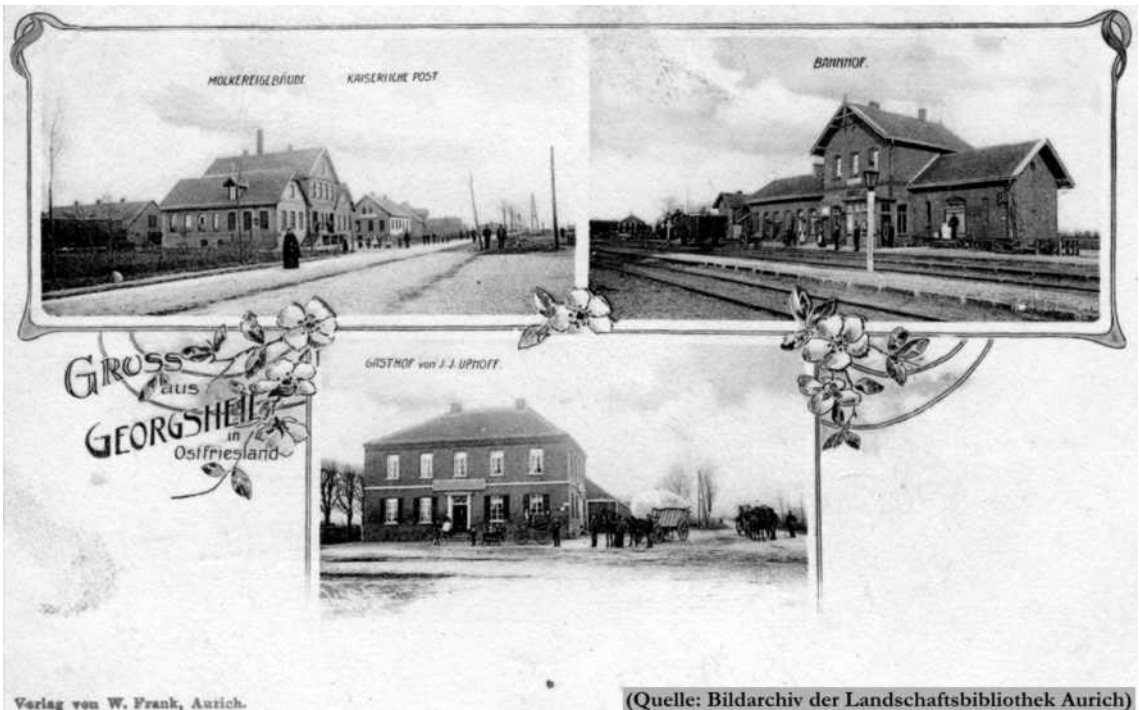 MOLKEREIGEBÄUDE KAISERLICHE POST
BAHNHOF.
GRUSS
aus
GEORGSHEIL
in
Ostfriesland
GASTHOF von J.J. UPHOFF.
Verlag von W. Frank, Aurich.
(Quelle: Bildarchiv der Landschaftsbibliothek Aurich)